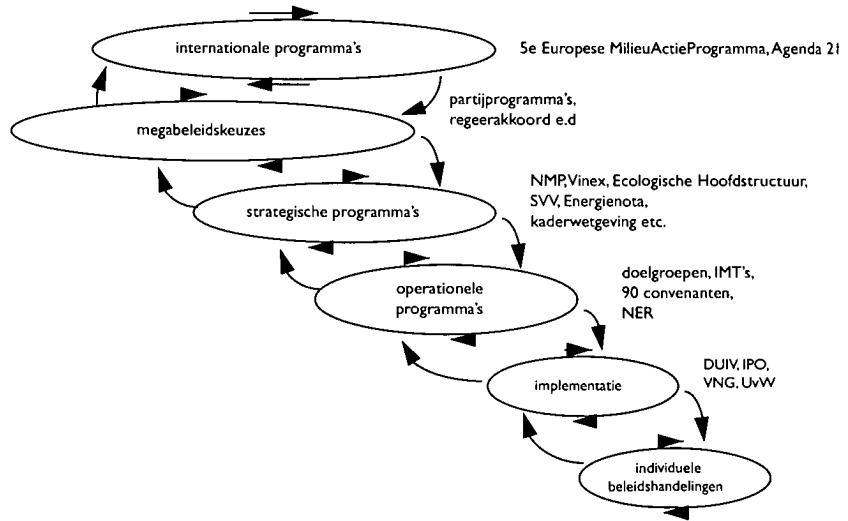 internationale programma's
5e Europese MilieuActieProgramma, Agenda 21
partijprogramma's,
regeerakkoord e.d
megabeleidskeuzes
NMP, Vinex, Ecologische Hoofdstructuur,
SVV, Energienota,
kaderwetgeving etc.
strategische programma's
doelgroepen, IMT's,
90 convenanten,
NER
operationele
programma's
DUIV, IPO,
VNG, UvW
implementatie
individuele
beleidshandelingen